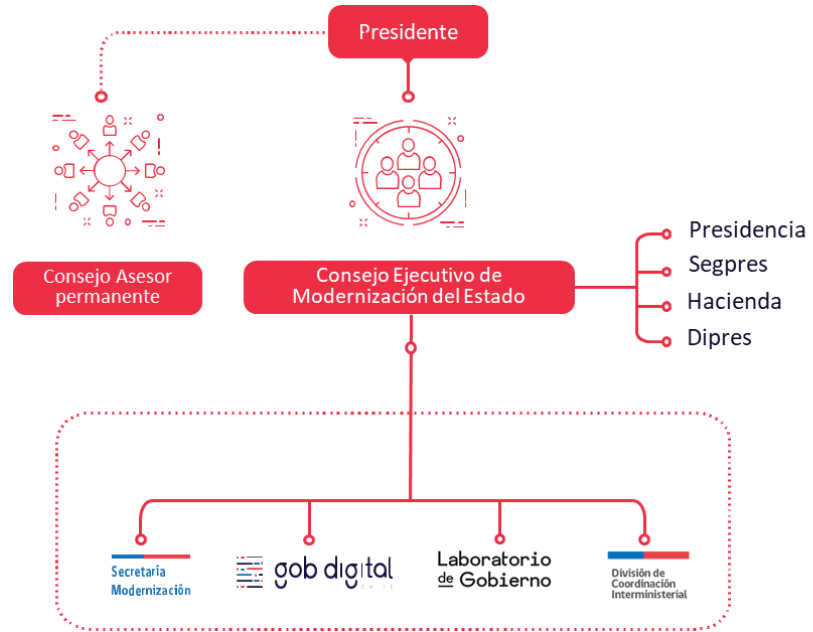 Presidente
Consejo Asesor
permanente
Consejo Ejecutivo de
Modernización del Estado
Presidencia
Segpres
Hacienda
Dipres
Secretaría
Modernización
gob digital
Laboratorio
de Gobierno
División de
Coordinación
Interministerial